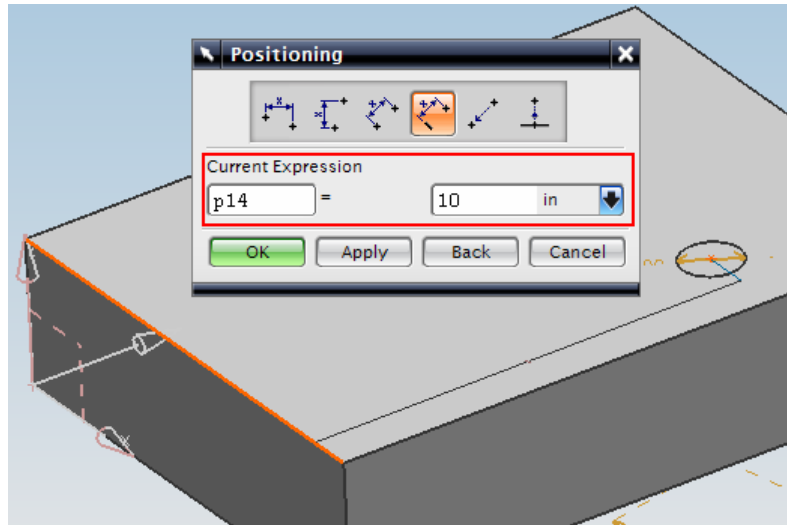 Positioning
Current Expression
p14 = 10 in
OK Apply Back Cancel